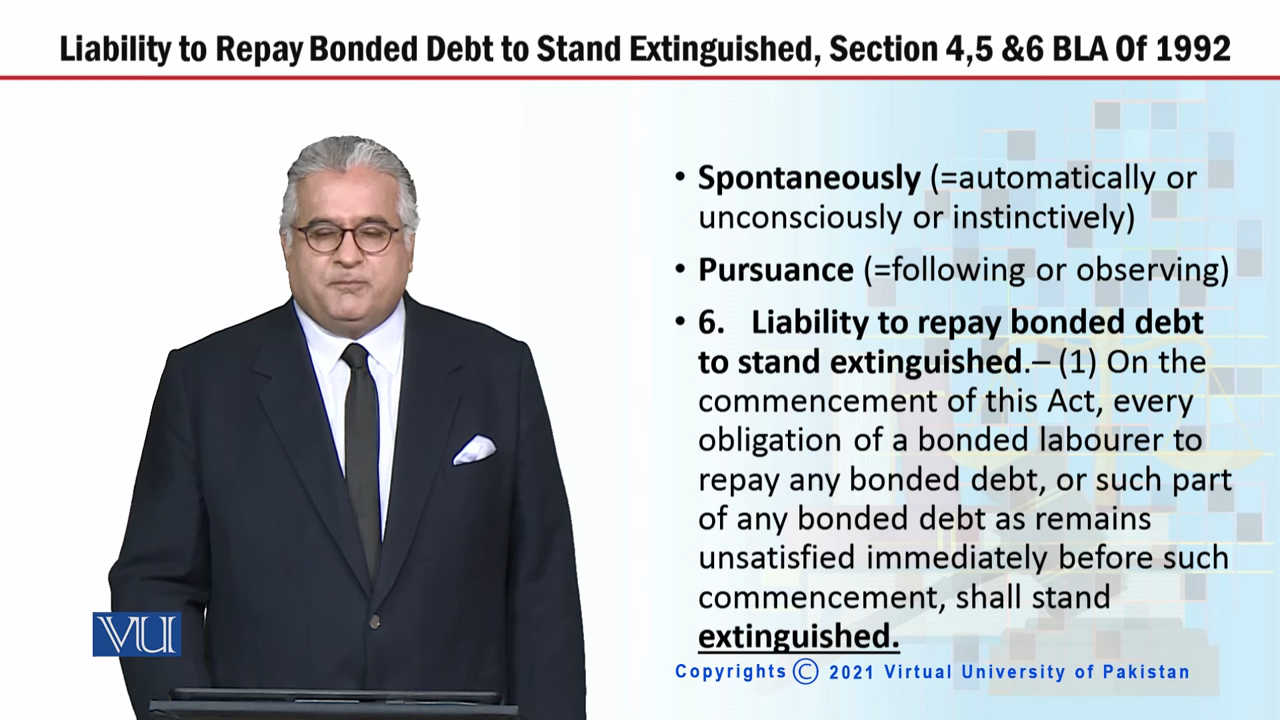 Liability to Repay Bonded Debt to Stand Extinguished, Section 4,5 &6 BLA Of 1992
• Spontaneously (=automatically or
unconsciously or instinctively)
• Pursuance (=following or observing)
• 6. Liability to repay bonded debt
to stand extinguished.– (1) On the
commencement of this Act, every
obligation of a bonded labourer to
repay any bonded debt, or such part
of any bonded debt as remains
unsatisfied immediately before such
commencement, shall stand
extinguished.
VU
Copyrights © 2021 Virtual University of Pakistan